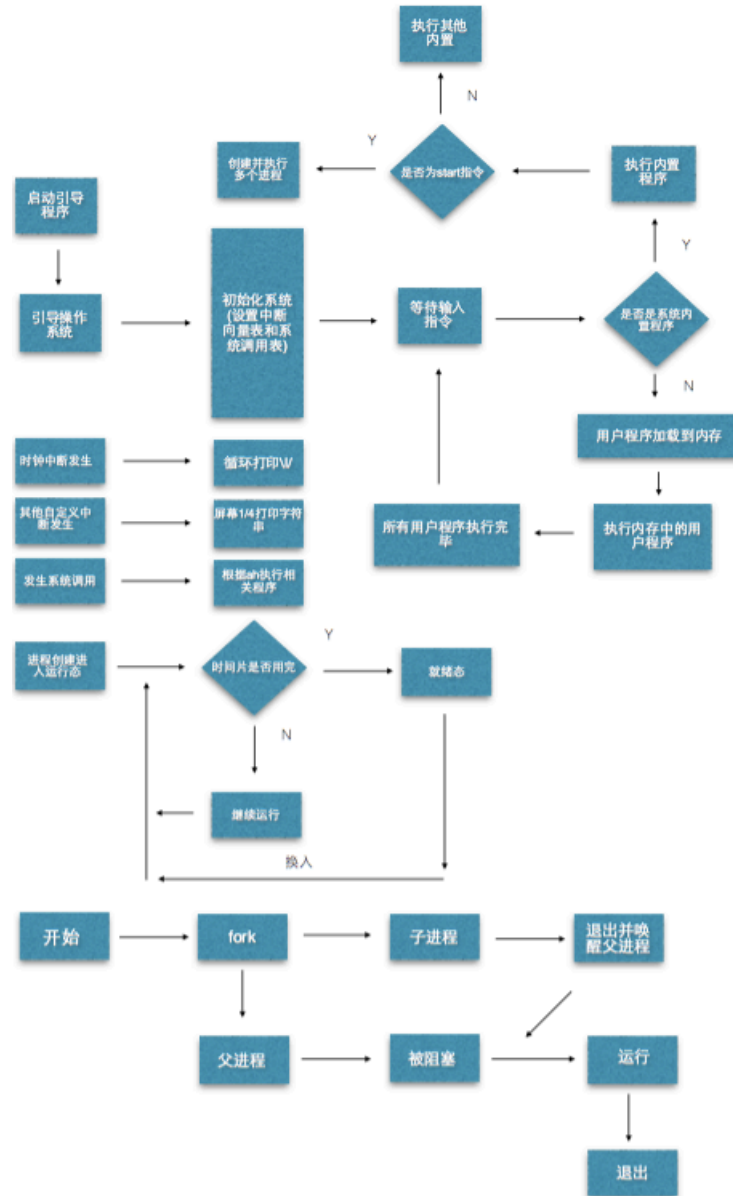 执行其他
内置
N
Y
创建并执行
多个进程
是否为start指令
执行内置
程序
启动引导
程序
Y
初始化系统
(设置中断
向量表和系
统调用表)
引导操作
系统
等待输入
指令
是否是系统内
置程序
N
用户程序加载到内存
时钟中断发生
循环打印\/
其他自定义中
断发生
屏幕1/4打印字符
串
所有用户程序执行完
毕
执行内存中的用
户程序
发生系统调用
根据ah执行相
关程序
进程创建进
入运行态
时间片是否用完
Y
就绪态
N
继续运行
换入
开始
fork
子进程
退出并唤
醒父进程
父进程
被阻塞
运行
退出